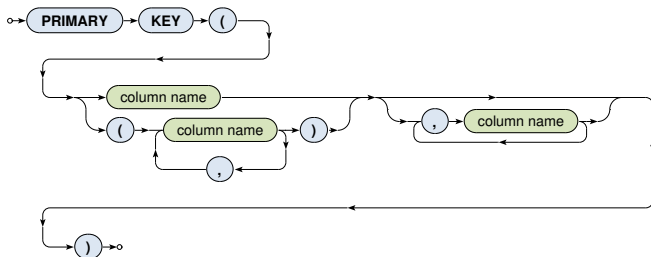 PRIMARY KEY (
column name
( column name ) , column name
,
)